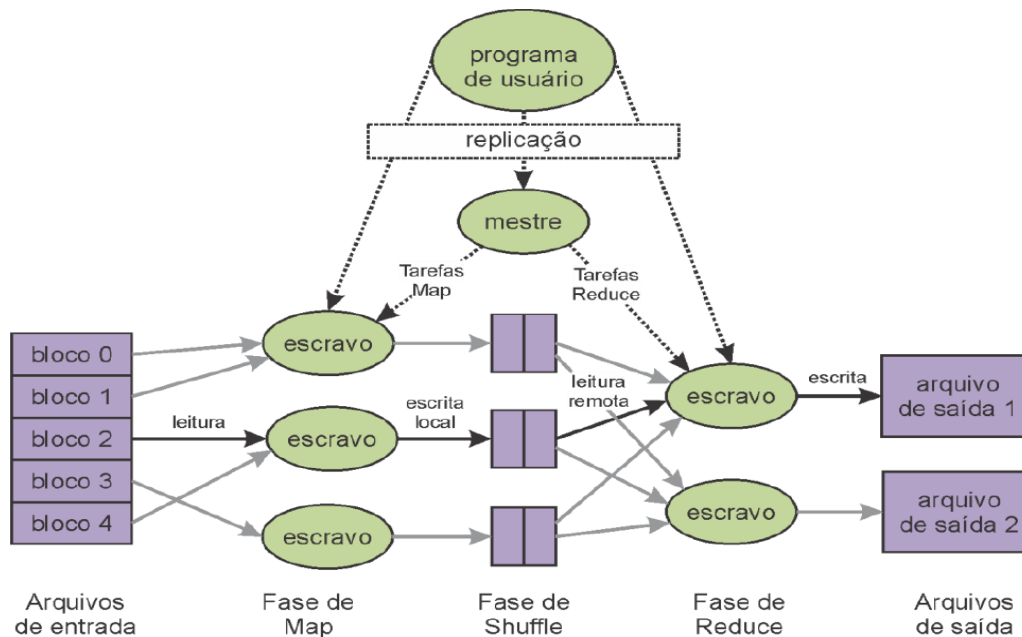 programa
de usuário
replicação
mestre
Tarefas
Map
Tarefas
Reduce
bloco 0
bloco 1
bloco 2
bloco 3
bloco 4
leitura
escravo
escravo
escravo
escrita
local
leitura
remota
escravo
escravo
escrita
arquivo
de saída 1
arquivo
de saída 2
Arquivos
de entrada
Fase de
Map
Fase de
Shuffle
Fase de
Reduce
Arquivos
de saída